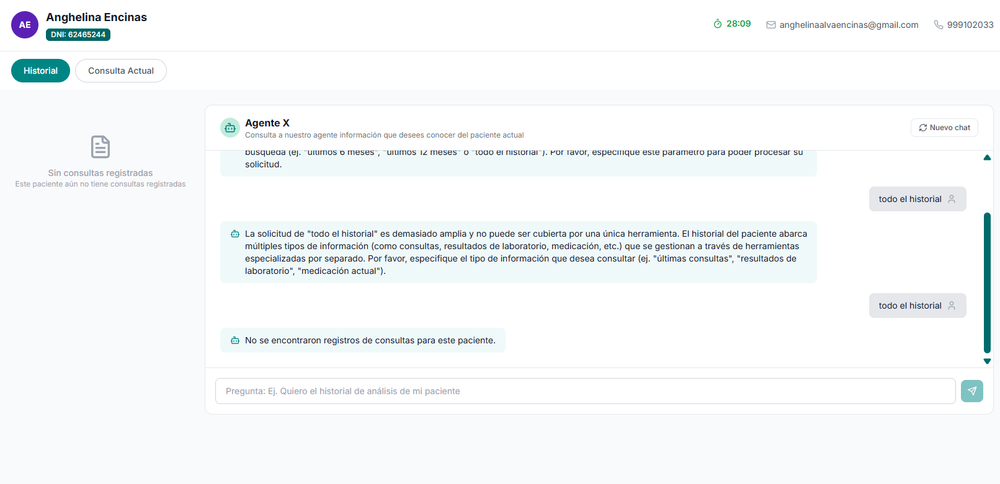 AE
Anghelina Encinas
DNI: 62465244
28:09
anghelinaalvaencinas@gmail.com
999102033
Historial
Consulta Actual
Sin consultas registradas
Este paciente aún no tiene consultas registradas
Agente X
Consulta a nuestro agente información que desees conocer del paciente actual
Nuevo chat
búsqueda (ej. "últimos 6 meses", "últimos 12 meses" o "todo el historial"). Por favor, especifique este parámetro para poder procesar su
solicitud.
todo el historial
La solicitud de "todo el historial" es demasiado amplia y no puede ser cubierta por una única herramienta. El historial del paciente abarca
múltiples tipos de información (como consultas, resultados de laboratorio, medicación, etc.) que se gestionan a través de herramientas
especializadas por separado. Por favor, especifique el tipo de información que desea consultar (ej. "últimas consultas", "resultados de
laboratorio", "medicación actual").
todo el historial
No se encontraron registros de consultas para este paciente.
Pregunta: Ej. Quiero el historial de análisis de mi paciente